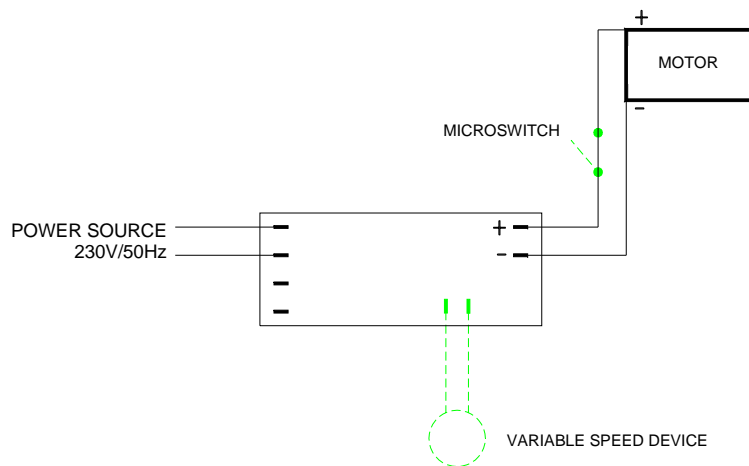 +
MOTOR
-
MICROSWITCH
POWER SOURCE
230V/50Hz
+
-
VARIABLE SPEED DEVICE